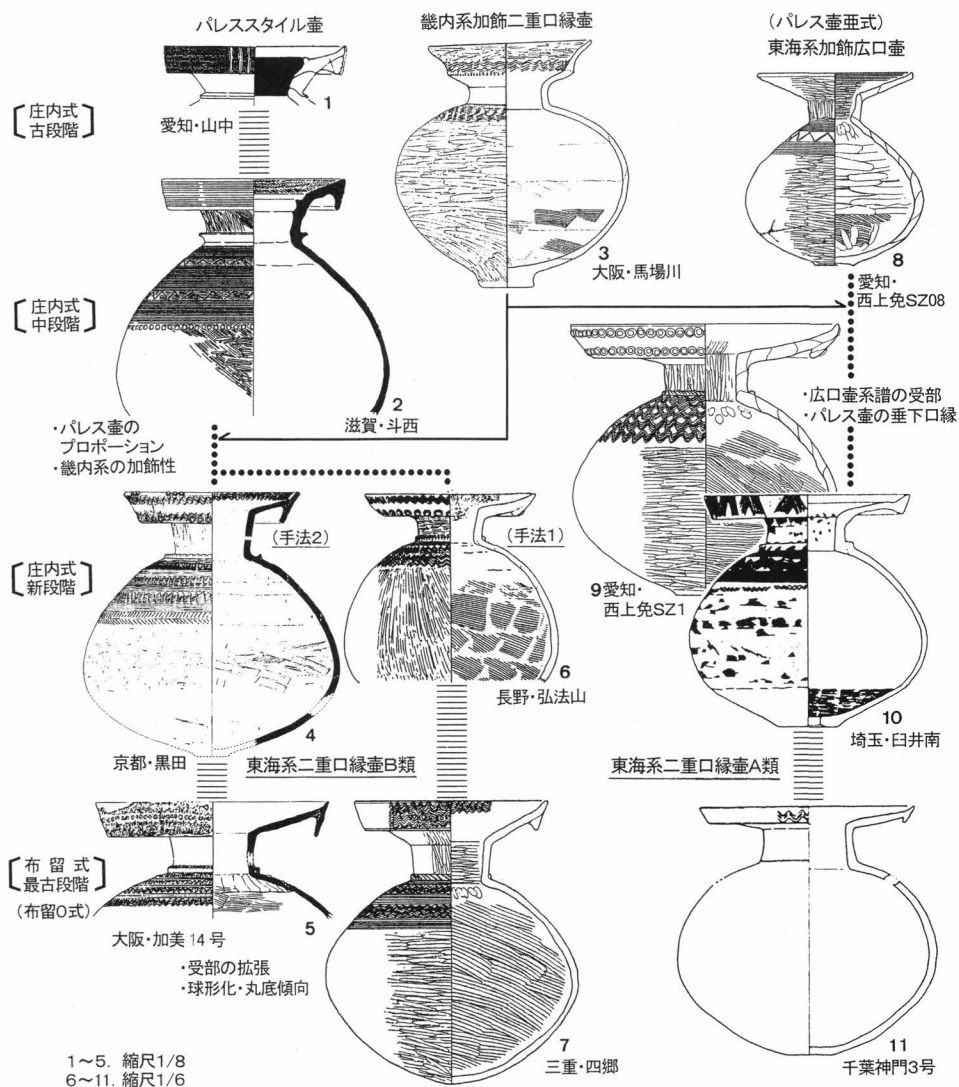 パレススタイル壷
畿内系加飾二重口縁壷
(パレス壷亜式)
東海系加飾広口壷
庄内式
古段階
1
愛知・山中
3
大阪・馬場川
8
愛知・
西上免SZ08
庄内式
中段階
2
滋賀・斗西
・パレス壷の
プロポーション
・畿内系の加飾性
・広口壷系譜の受部
・パレス壷の垂下口縁
庄内式
新段階
(手法2)
(手法1)
9愛知・
西上免SZ1
4
京都・黒田
6
長野・弘法山
10
埼玉・臼井南
東海系二重口縁壷B類
東海系二重口縁壷A類
布留式
最古段階
(布留0式)
5
大阪・加美14号
・受部の拡張
・球形化・丸底傾向
7
三重・四郷
11
千葉神門3号
1〜5. 縮尺1/8
6〜11. 縮尺1/6